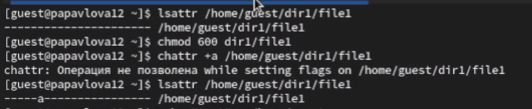 [guest@papavlova12 ~]$ lsattr /home/guest/dir1/file1
---------------------- /home/guest/dir1/file1
[guest@papavlova12 ~]$ chmod 600 dir1/file1
[guest@papavlova12 ~]$ chattr +a /home/guest/dir1/file1
chattr: Операция не позволена while setting flags on /home/guest/dir1/file1
[guest@papavlova12 ~]$ lsattr /home/guest/dir1/file1
-----a---------------- /home/guest/dir1/file1